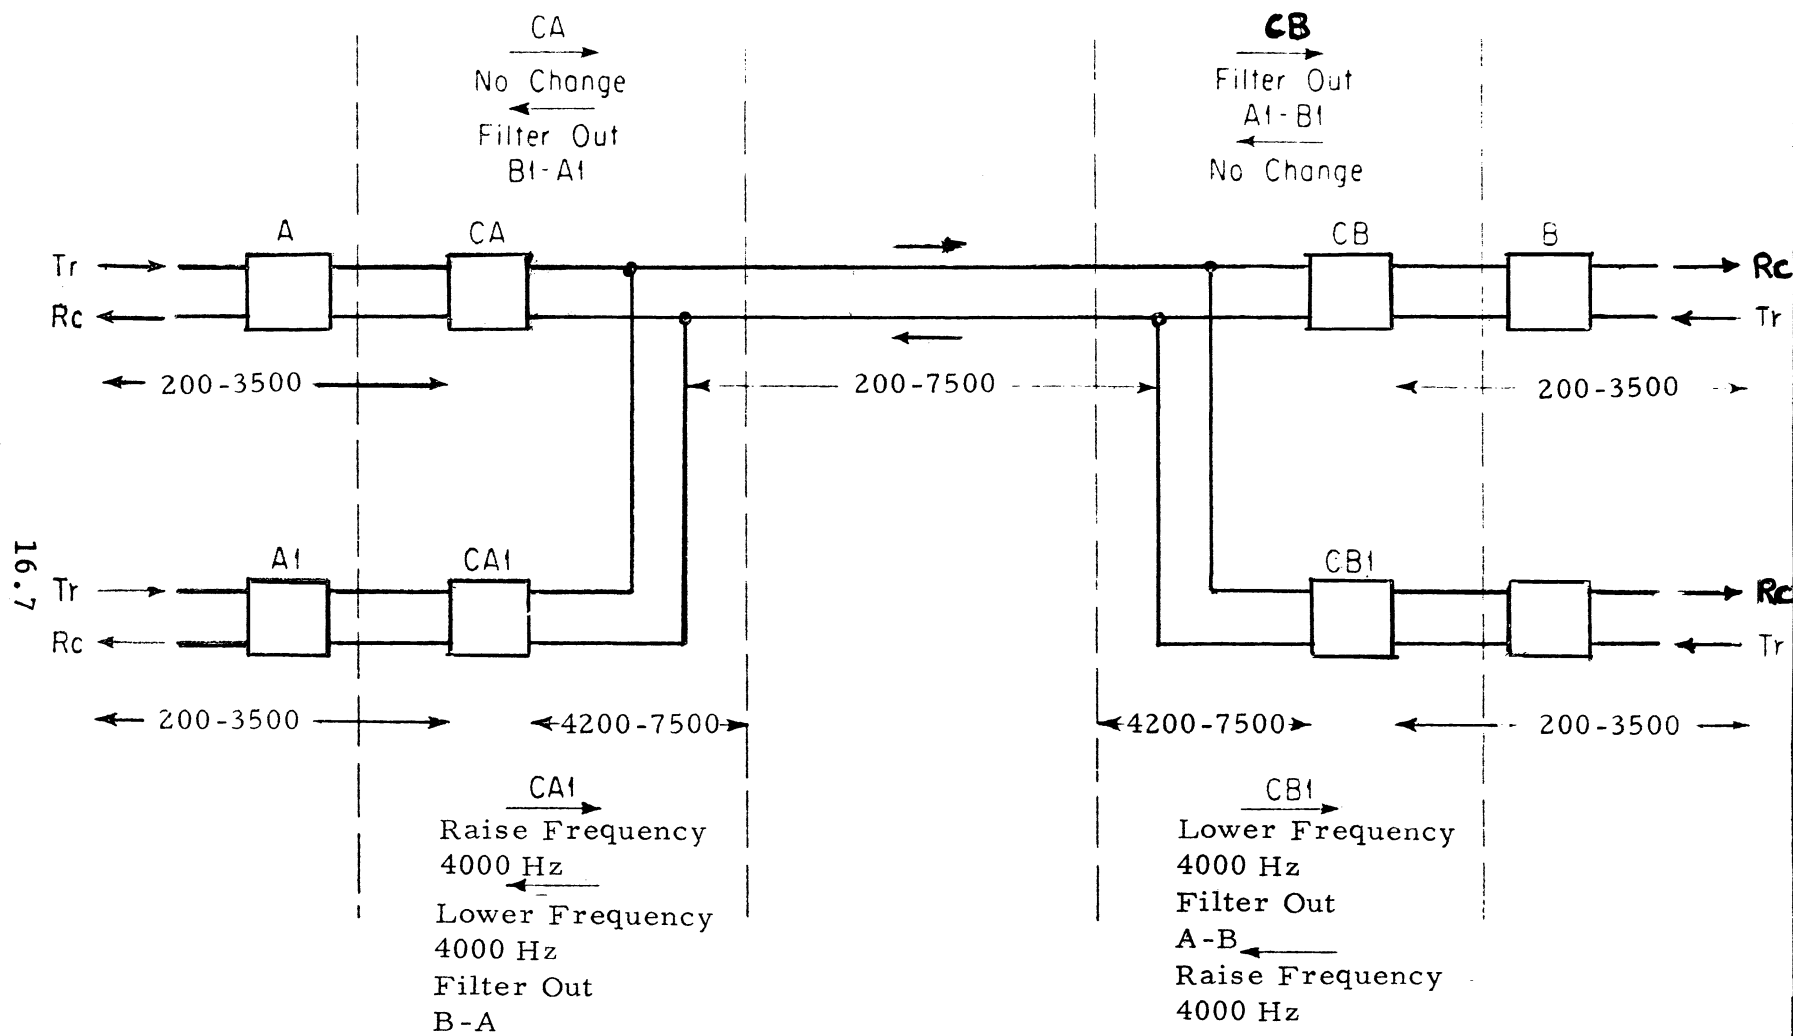 CA
No Change
Filter Out
B1-A1
CB
Filter Out
A1-B1
No Change
A
CA
CB
B
Tr
Rc
Rc
Tr
200-3500
200-7500
200-3500
A1
CA1
CB1
Tr
Rc
Rc
Tr
200-3500
4200-7500
4200-7500
200-3500
CA1
Raise Frequency
4000 Hz
Lower Frequency
4000 Hz
Filter Out
B-A
CB1
Lower Frequency
4000 Hz
Filter Out
A-B
Raise Frequency
4000 Hz
16.7